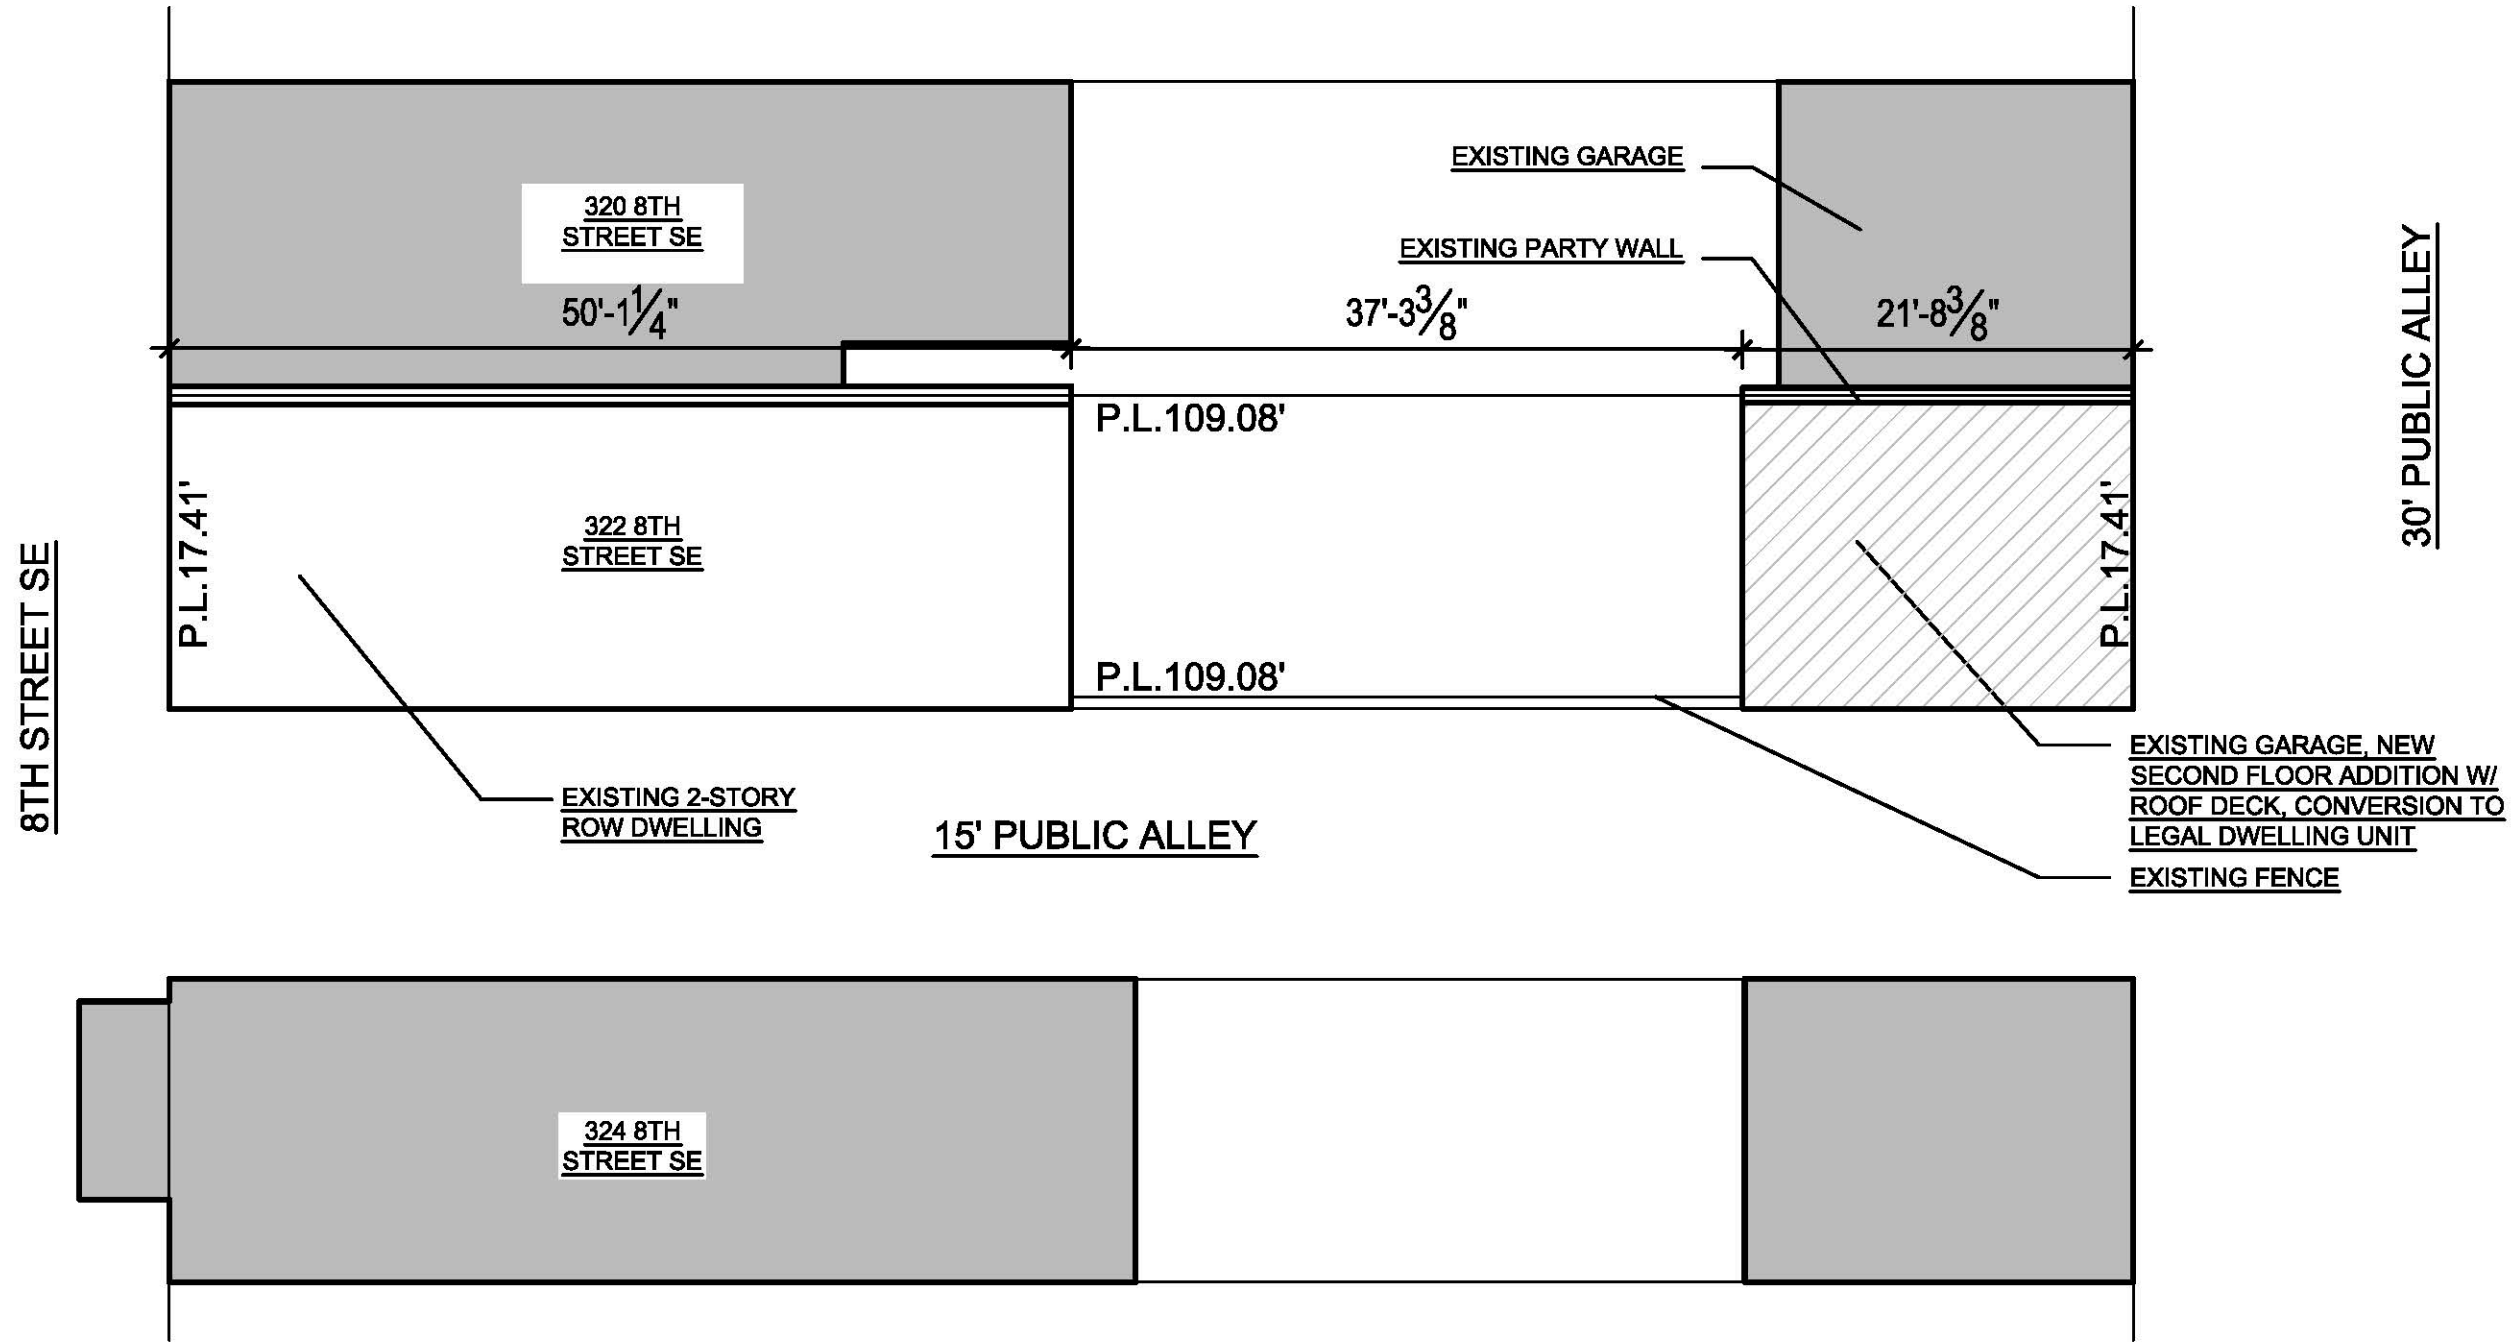 EXISTING GARAGE
320 8TH
STREET SE
EXISTING PARTY WALL
50'-1 1/4"
37'-3 3/8"
21'-8 3/8"
30' PUBLIC ALLEY
P.L.109.08'
P.L.17.41'
322 8TH
STREET SE
P.L.17.41'
8TH STREET SE
P.L.109.08'
EXISTING GARAGE, NEW
SECOND FLOOR ADDITION W/
ROOF DECK, CONVERSION TO
LEGAL DWELLING UNIT
EXISTING 2-STORY
ROW DWELLING
15' PUBLIC ALLEY
EXISTING FENCE
324 8TH
STREET SE